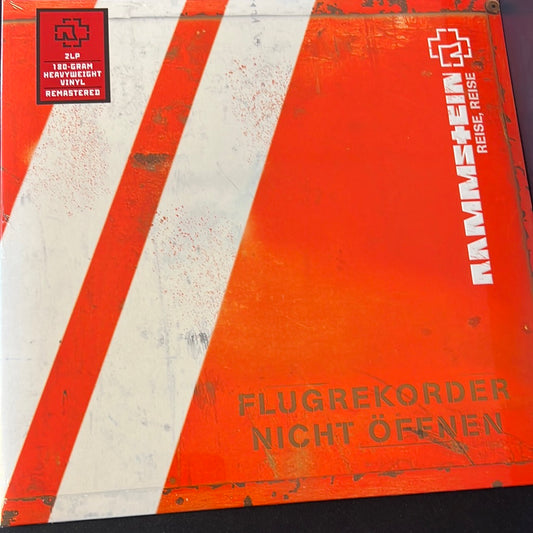 2LP
180-GRAM
HEAVYWEIGHT
VINYL
REMASTERED
RAMMSTEIN
REISE, REISE
FLUGREKORDER
NICHT ÖFFNEN